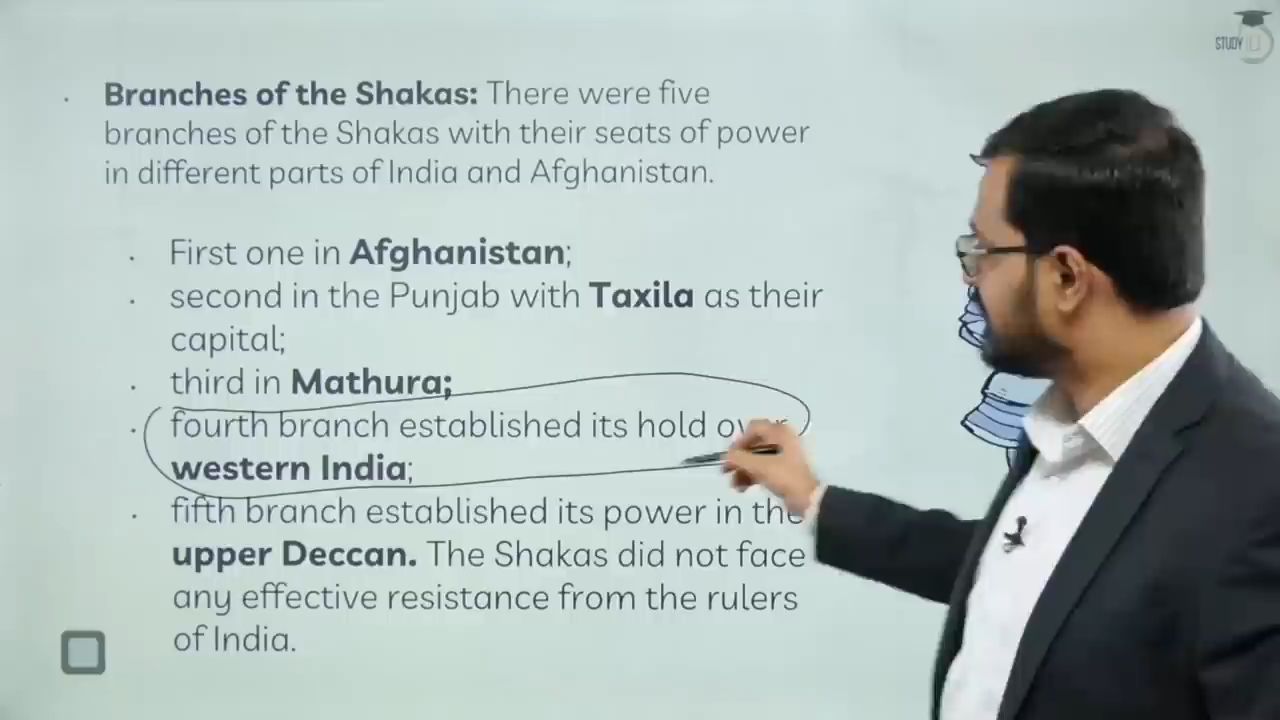 STUDY
Branches of the Shakas: There were five
branches of the Shakas with their seats of power
in different parts of India and Afghanistan.
First one in Afghanistan;
second in the Punjab with Taxila as their
capital;
third in Mathura;
fourth branch established its hold over
western India;
fifth branch established its power in the
upper Deccan. The Shakas did not face
any effective resistance from the rulers
of India.